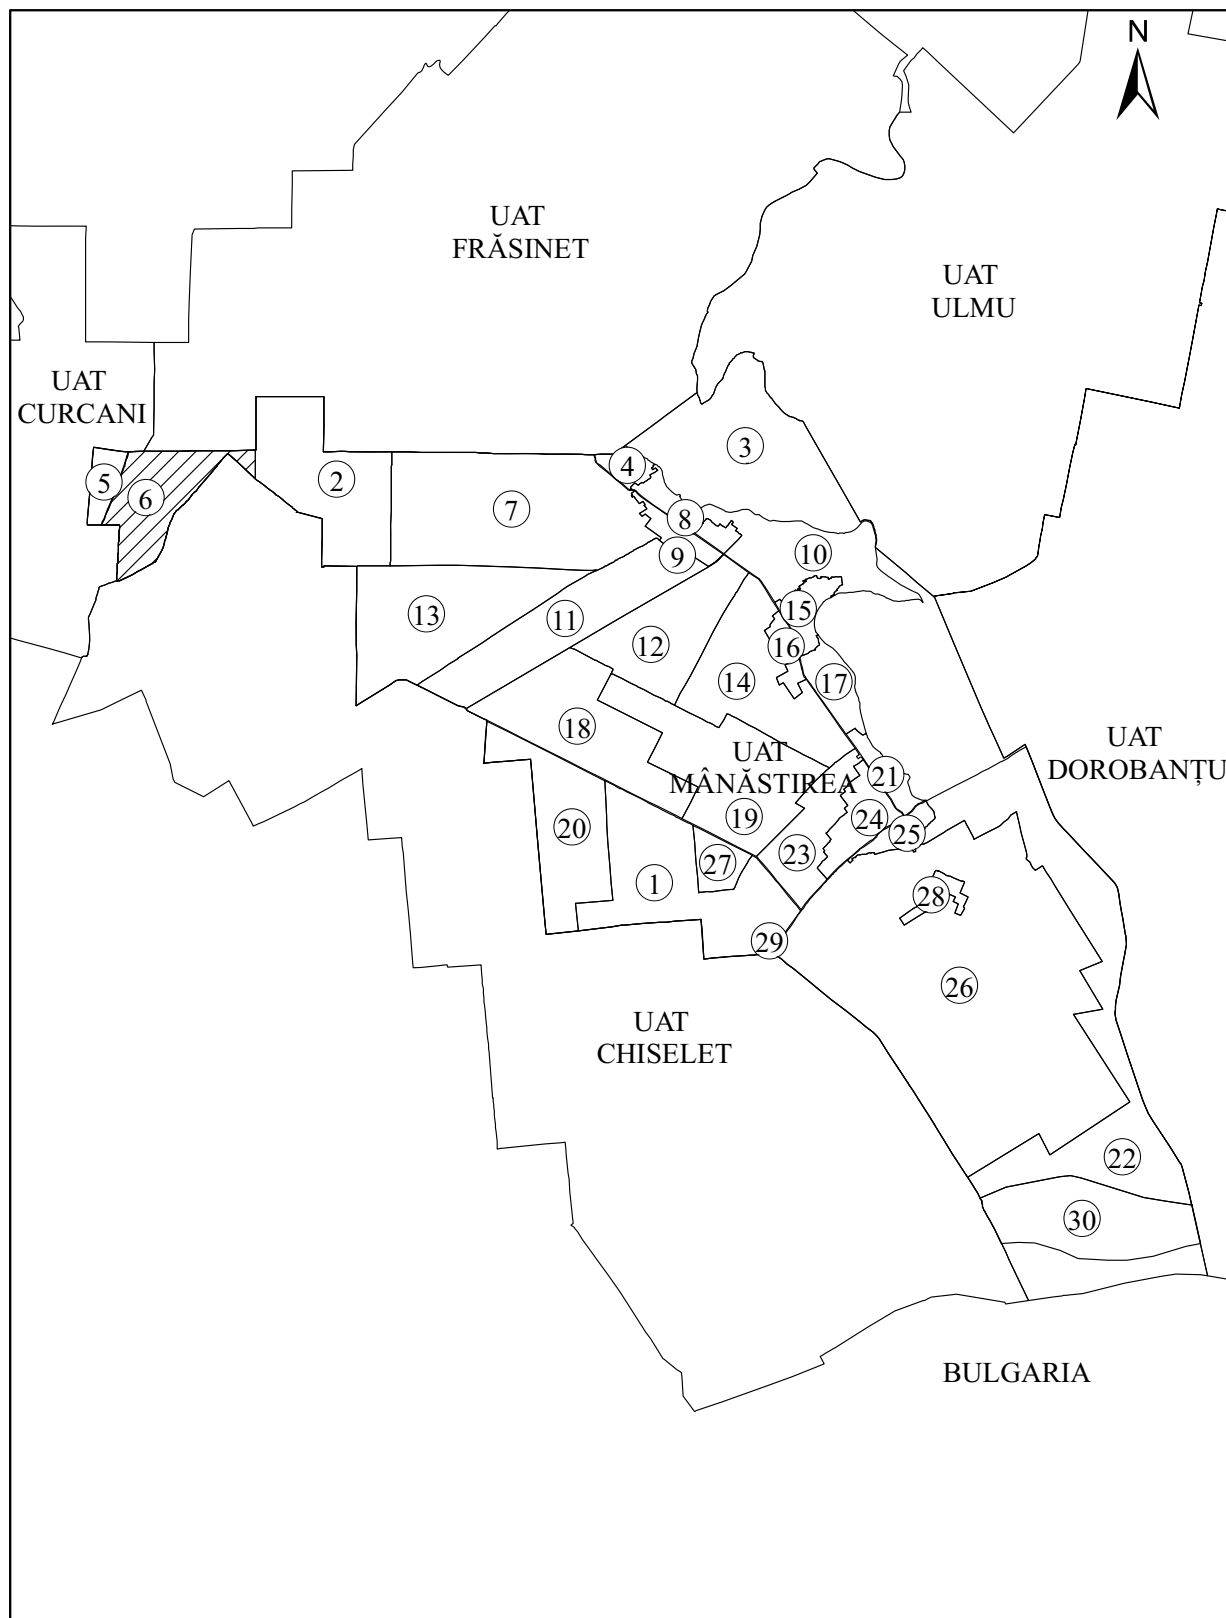 N
UAT
FRĂSINET
UAT
ULMU
UAT
CURCANI
3
4
5
6
2
7
8
9
10
13
11
12
15
16
14
17
18
UAT
MÂNĂSTIREA
UAT
DOROBANȚU
21
20
19
24
25
23
27
1
28
29
26
UAT
CHISELET
22
30
BULGARIA